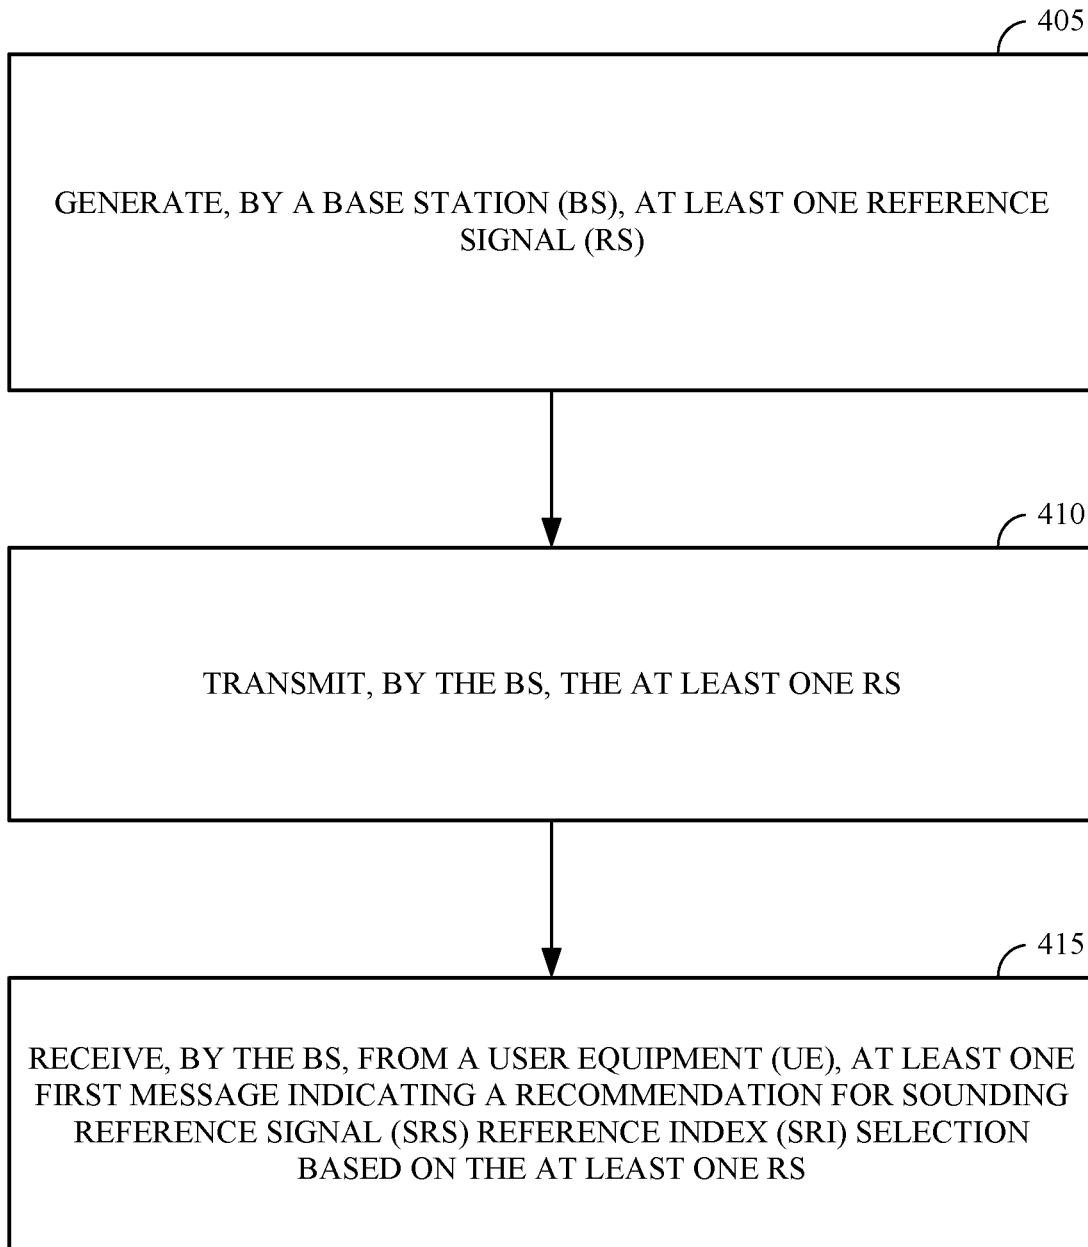 405
GENERATE, BY A BASE STATION (BS), AT LEAST ONE REFERENCE
SIGNAL (RS)
410
TRANSMIT, BY THE BS, THE AT LEAST ONE RS
415
RECEIVE, BY THE BS, FROM A USER EQUIPMENT (UE), AT LEAST ONE
FIRST MESSAGE INDICATING A RECOMMENDATION FOR SOUNDING
REFERENCE SIGNAL (SRS) REFERENCE INDEX (SRI) SELECTION
BASED ON THE AT LEAST ONE RS